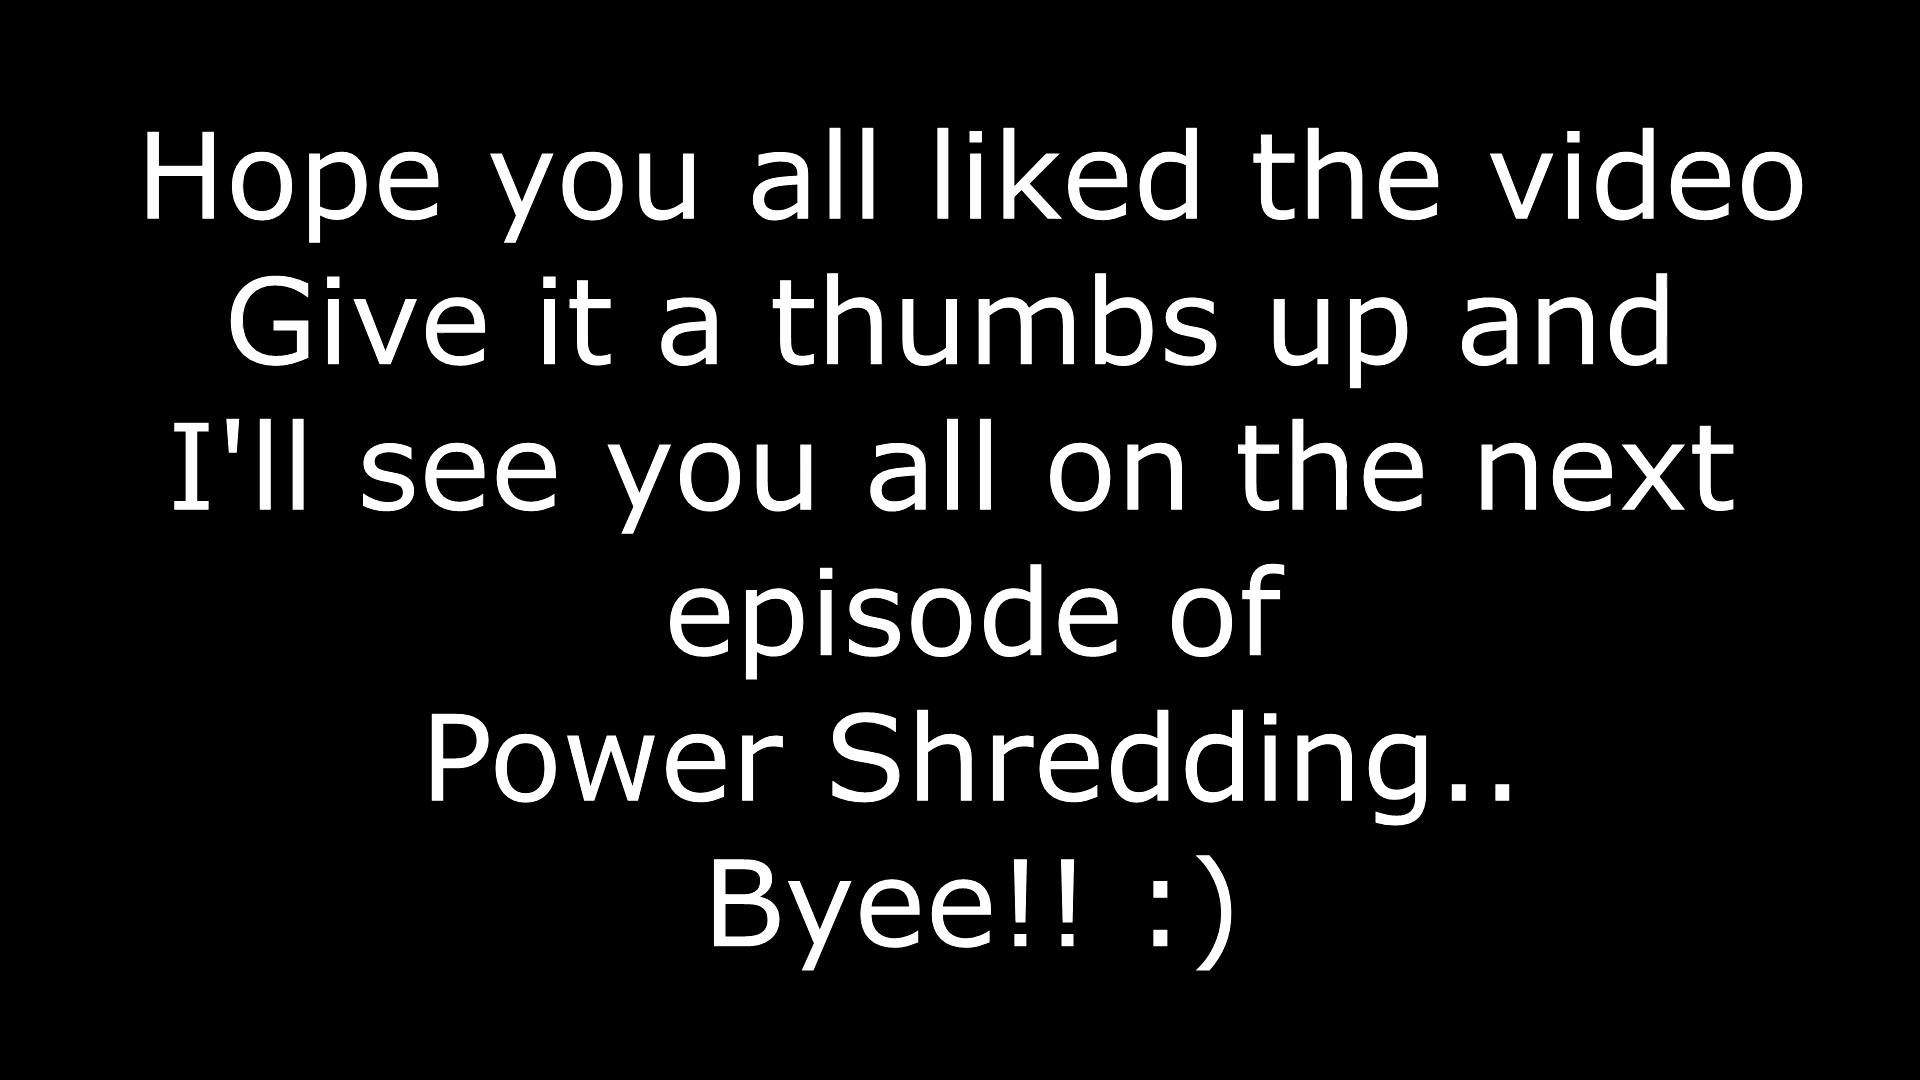 Hope you all liked the video
Give it a thumbs up and
I'll see you all on the next
episode of
Power Shredding..
Byee!! :)